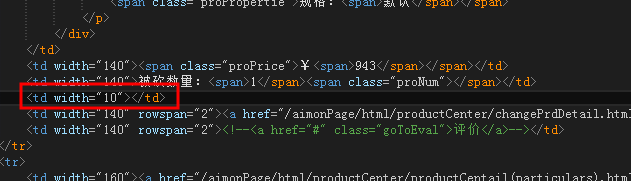 <span class="proPropertie">规格：<span>默认</span></span>
</p>
</div>
</td>
<td width="140"><span class="proPrice">￥<span>943</span></span></td>
<td width="140">被砍数量：<span>1</span><span class="proNum"></span></td>
<td width="10"></td>
<td width="140" rowspan="2"><a href="/aimonPage/html/productCenter/changePrdDetail.html
<td width="140" rowspan="2"><!--<a href="#" class="goToEval">评价</a>--></td>
</tr>
<tr>
<td width="160"><a href="/aimonPage/html/productCenter/productCentail(particulars).html